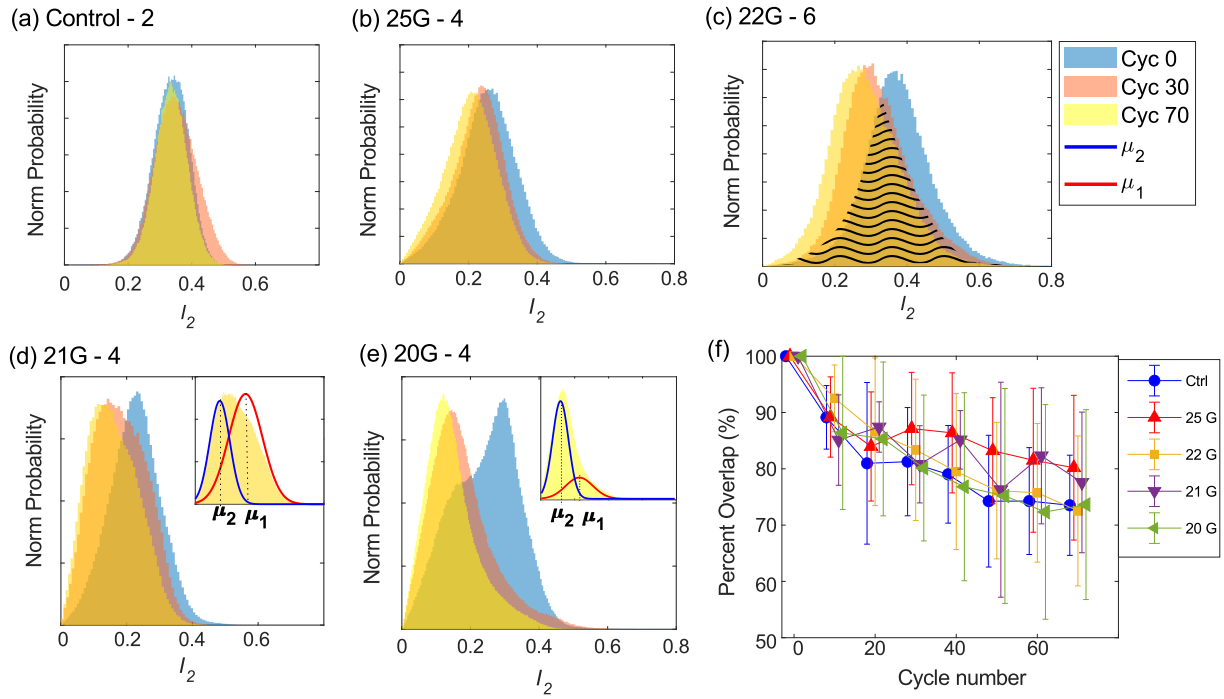 (a) Control - 2
Norm Probability
0 0.2 0.4 0.6
I₂
(b) 25G - 4
Norm Probability
0 0.2 0.4 0.6 0.8
I₂
(c) 22G - 6
Norm Probability
0 0.2 0.4 0.6 0.8
I₂
Cyc 0
Cyc 30
Cyc 70
μ₂
μ₁
(d) 21G - 4
Norm Probability
μ₂ μ₁
0 0.2 0.4 0.6
I₂
(e) 20G - 4
Norm Probability
μ₂ μ₁
0 0.2 0.4 0.6 0.8
I₂
(f)
Percent Overlap (%)
100
90
80
70
60
50
0 20 40 60
Cycle number
Ctrl
25 G
22 G
21 G
20 G